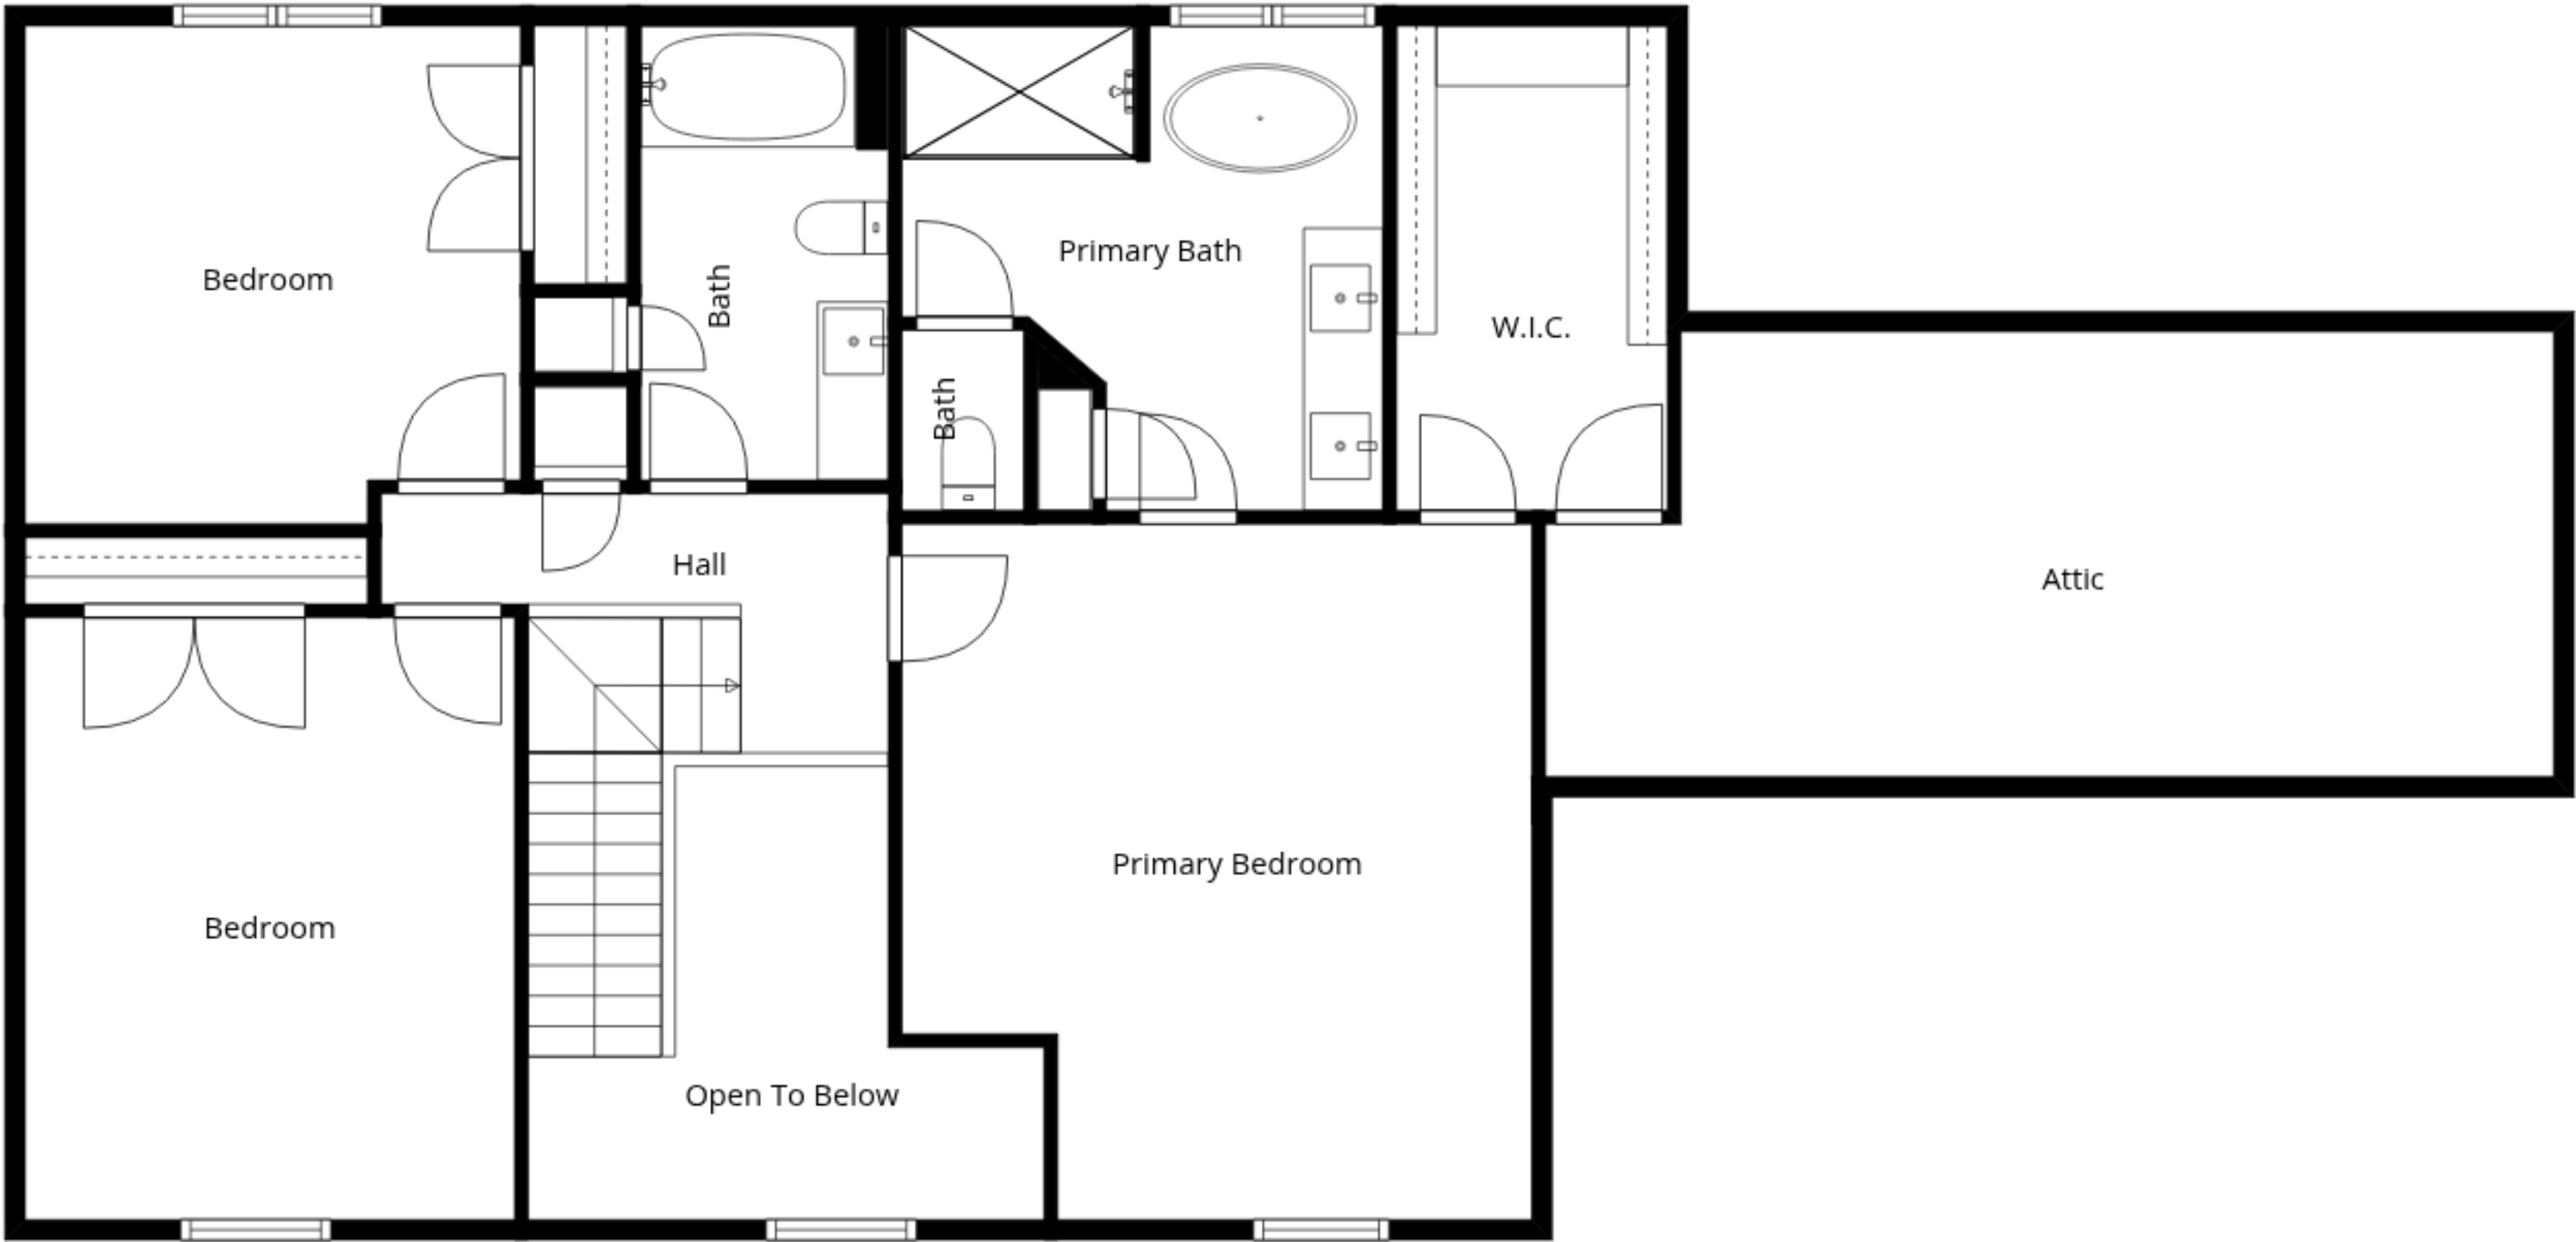 Primary Bath
Bedroom
Bath
W.I.C.
Bath
Hall
Attic
Primary Bedroom
Bedroom
Open To Below